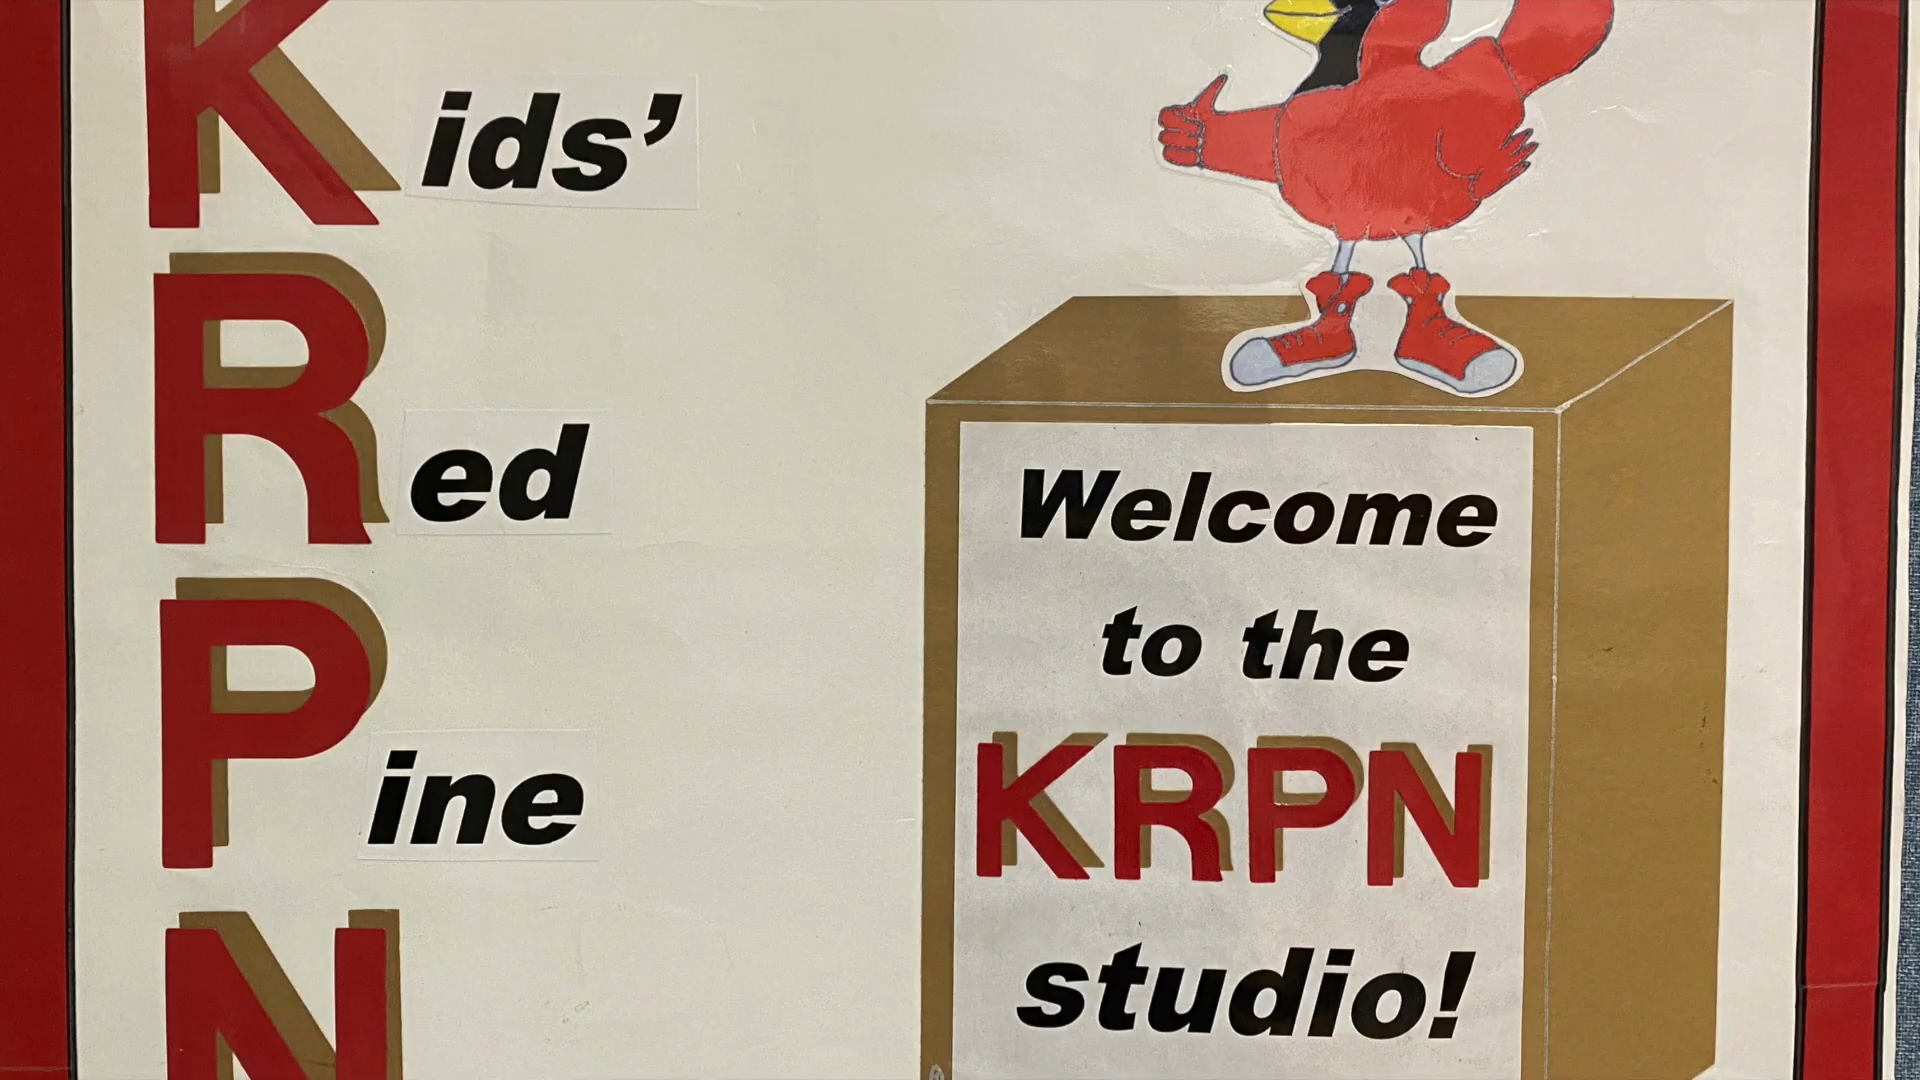 Kids'
Red
Pine
N
Welcome
to the
KRPN
studio!